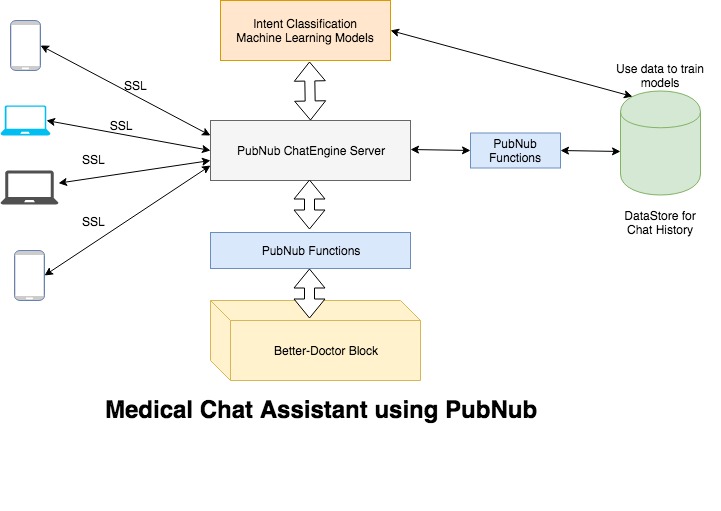 Intent Classification
Machine Learning Models
Use data to train
models
SSL
SSL
SSL
SSL
PubNub ChatEngine Server
PubNub
Functions
DataStore for
Chat History
PubNub Functions
Better-Doctor Block
Medical Chat Assistant using PubNub